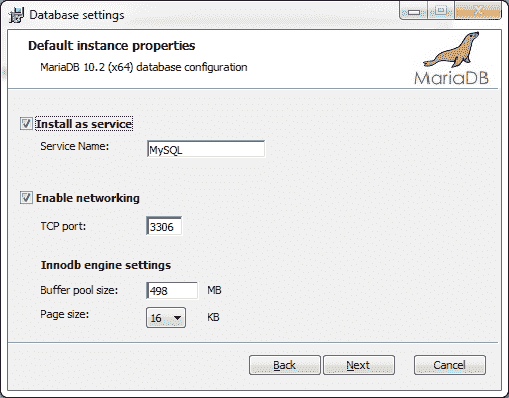 Database settings
Default instance properties
MariaDB 10.2 (x64) database configuration
MariaDB
Install as service
Service Name: MySQL
Enable networking
TCP port: 3306
Innodb engine settings
Buffer pool size: 498 MB
Page size: 16 KB
Back Next Cancel